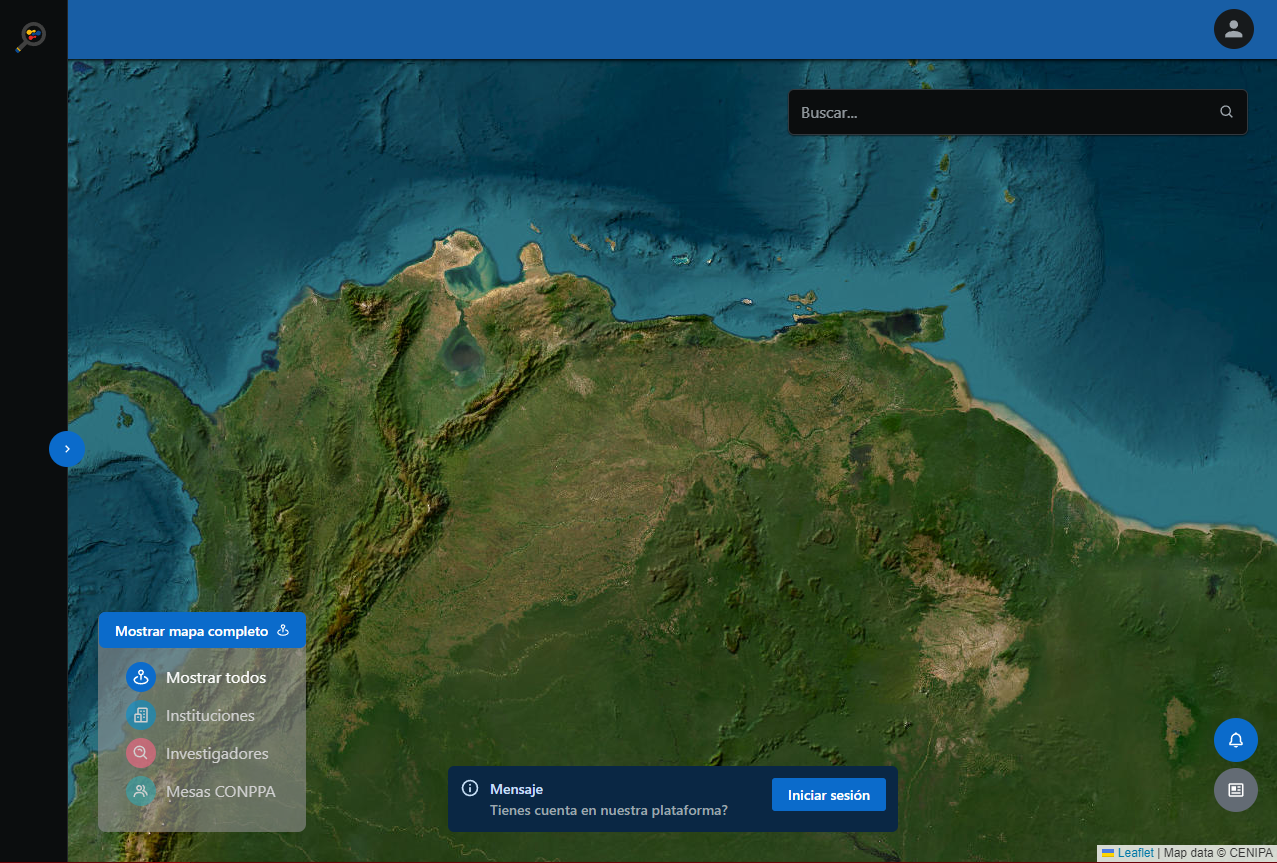 Buscar...
Mostrar mapa completo
Mostrar todos
Instituciones
Investigadores
Mesas CONPPA
Mensaje
Tienes cuenta en nuestra plataforma?
Iniciar sesión
Leaflet | Map data © CENIPA